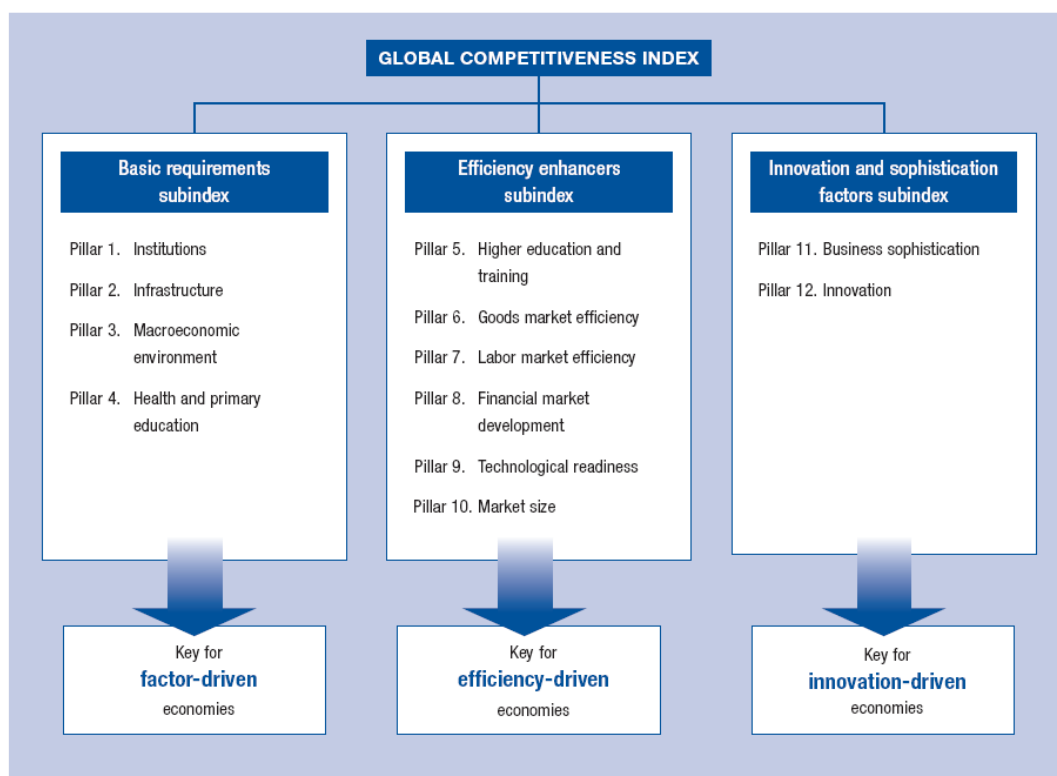 GLOBAL COMPETITIVENESS INDEX
Basic requirements
subindex
Pillar 1. Institutions
Pillar 2. Infrastructure
Pillar 3. Macroeconomic
environment
Pillar 4. Health and primary
education
Key for
factor-driven
economies
Efficiency enhancers
subindex
Pillar 5. Higher education and
training
Pillar 6. Goods market efficiency
Pillar 7. Labor market efficiency
Pillar 8. Financial market
development
Pillar 9. Technological readiness
Pillar 10. Market size
Key for
efficiency-driven
economies
Innovation and sophistication
factors subindex
Pillar 11. Business sophistication
Pillar 12. Innovation
Key for
innovation-driven
economies